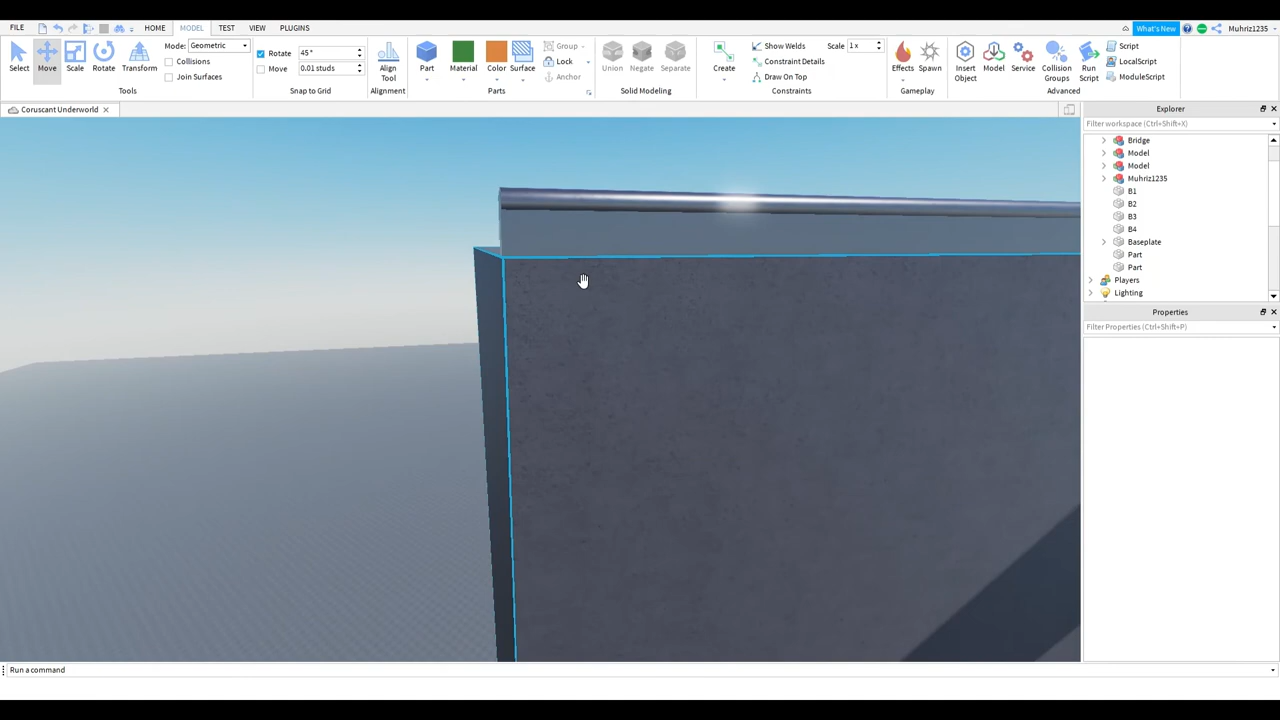 FILE HOME MODEL TEST VIEW PLUGINS What's New Muhriz1235
Select Move Scale Rotate Transform
Mode: Geometric
Collisions
Join Surfaces
Tools
Rotate 45 °
Move 0.01 studs
Snap to Grid
Align Tool
Alignment
Part Material Color Surface
Group
Lock
Anchor
Parts
Union Negate Separate
Solid Modeling
Create
Show Welds Scale 1 x
Constraint Details
Draw On Top
Constraints
Effects Spawn
Gameplay
Insert Object Model Service Collision Groups Run Script
Script
LocalScript
ModuleScript
Advanced
Coruscant Underworld
Explorer
Filter workspace (Ctrl+Shift+X)
Bridge
Model
Model
Muhriz1235
B1
B2
B3
B4
Baseplate
Part
Part
Players
Lighting
Properties
Filter Properties (Ctrl+Shift+P)
Run a command